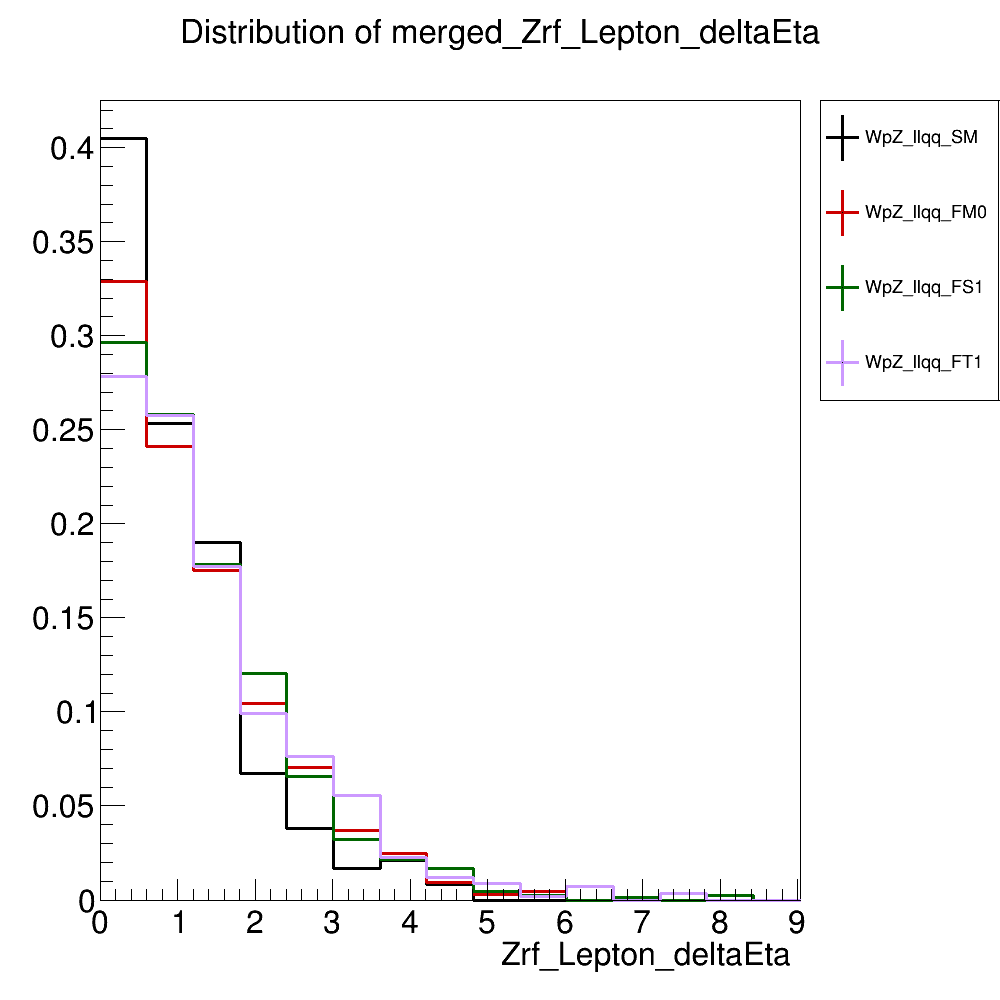 Distribution of merged_Zrf_Lepton_deltaEta
WpZ_llqq_SM
WpZ_llqq_FM0
WpZ_llqq_FS1
WpZ_llqq_FT1
0.4
0.35
0.3
0.25
0.2
0.15
0.1
0.05
0
0 1 2 3 4 5 6 7 8 9
Zrf_Lepton_deltaEta